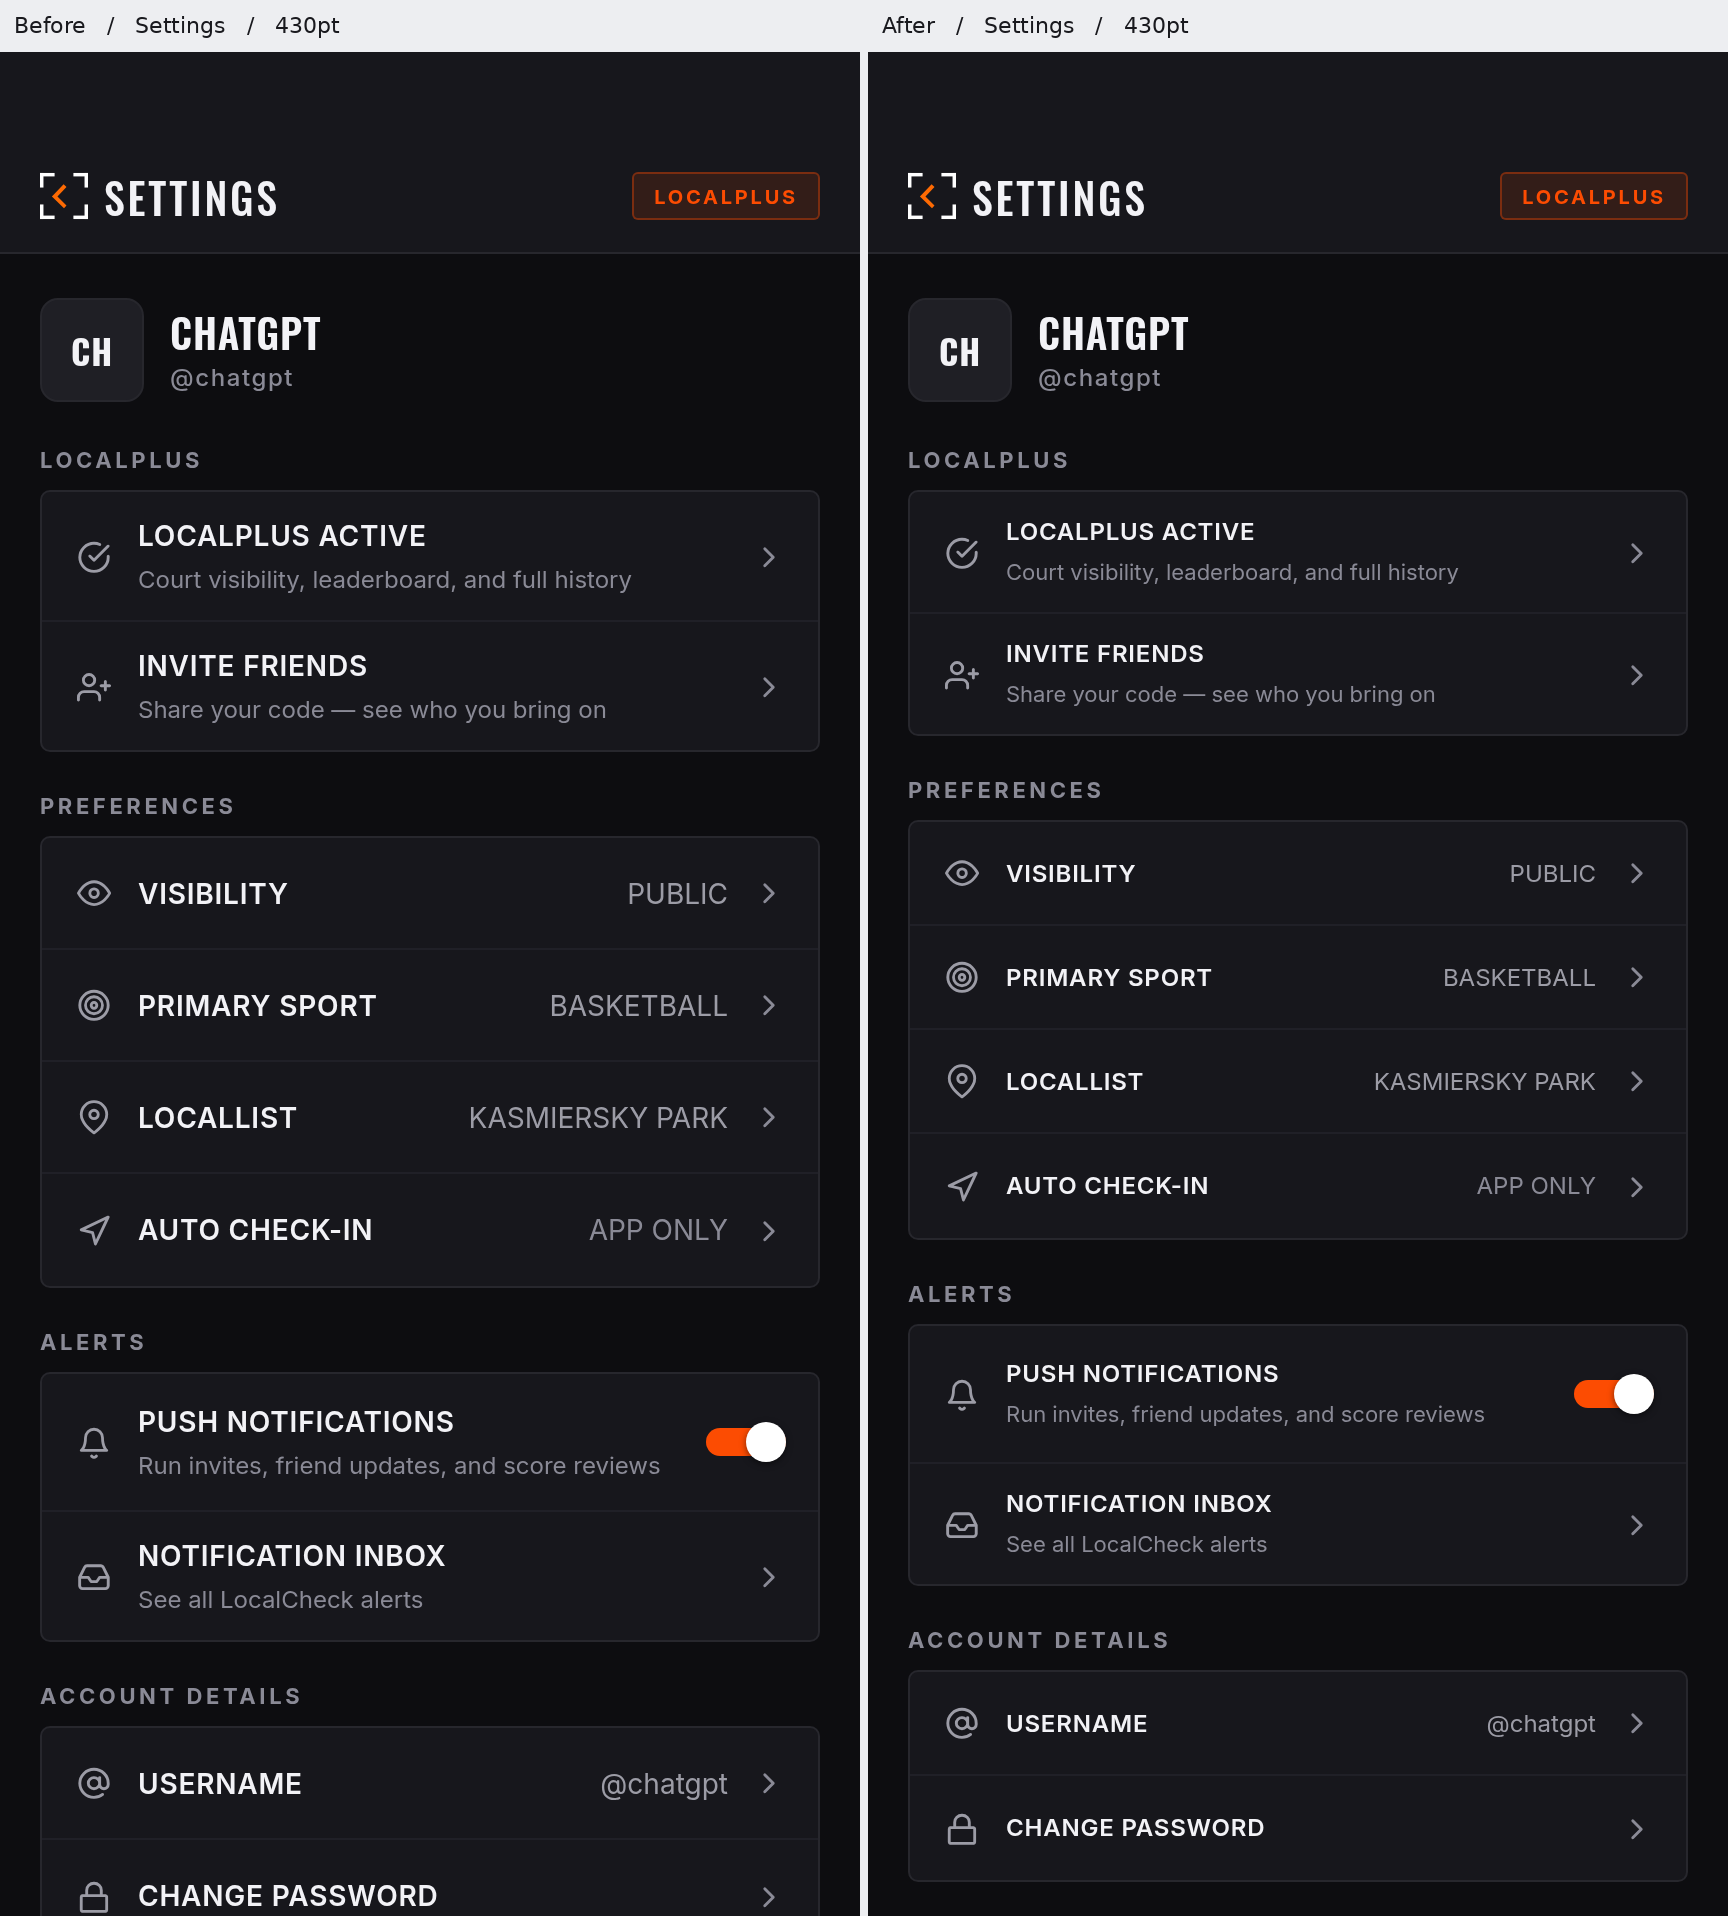 Before / Settings / 430pt
SETTINGS
LOCALPLUS
CH
CHATGPT
@chatgpt
LOCALPLUS
LOCALPLUS ACTIVE
Court visibility, leaderboard, and full history
INVITE FRIENDS
Share your code — see who you bring on
PREFERENCES
VISIBILITY PUBLIC
PRIMARY SPORT BASKETBALL
LOCALLIST KASMIERSKY PARK
AUTO CHECK-IN APP ONLY
ALERTS
PUSH NOTIFICATIONS
Run invites, friend updates, and score reviews
NOTIFICATION INBOX
See all LocalCheck alerts
ACCOUNT DETAILS
USERNAME @chatgpt
CHANGE PASSWORD
After / Settings / 430pt
SETTINGS
LOCALPLUS
CH
CHATGPT
@chatgpt
LOCALPLUS
LOCALPLUS ACTIVE
Court visibility, leaderboard, and full history
INVITE FRIENDS
Share your code — see who you bring on
PREFERENCES
VISIBILITY PUBLIC
PRIMARY SPORT BASKETBALL
LOCALLIST KASMIERSKY PARK
AUTO CHECK-IN APP ONLY
ALERTS
PUSH NOTIFICATIONS
Run invites, friend updates, and score reviews
NOTIFICATION INBOX
See all LocalCheck alerts
ACCOUNT DETAILS
USERNAME @chatgpt
CHANGE PASSWORD